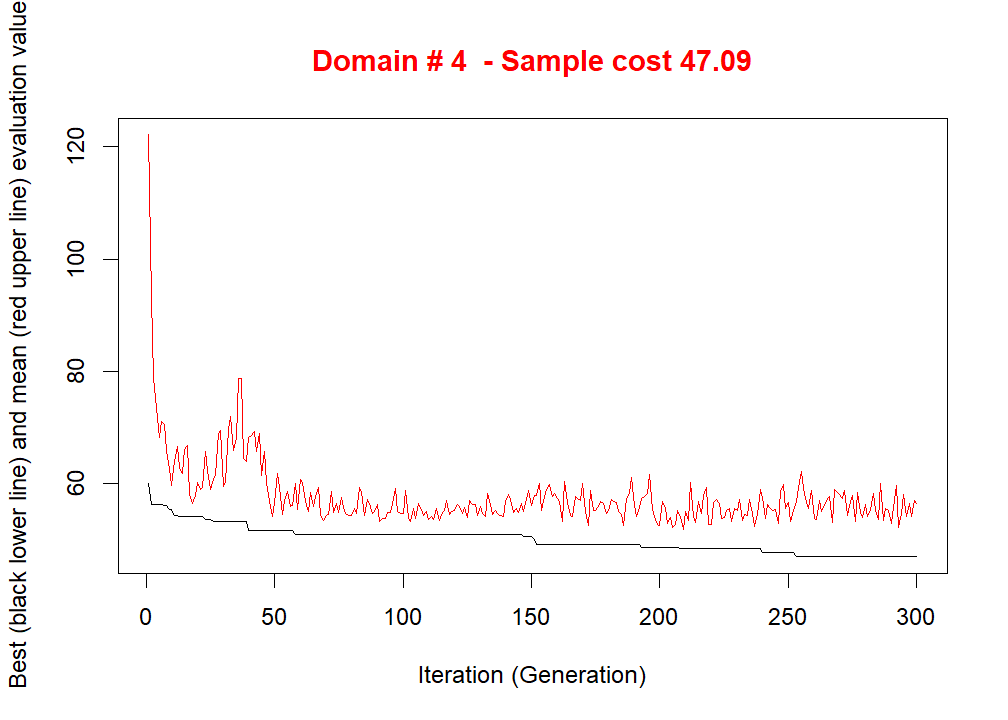 Domain # 4  - Sample cost 47.09
Best (black lower line) and mean (red upper line) evaluation value
120
100
80
60
0 50 100 150 200 250 300
Iteration (Generation)